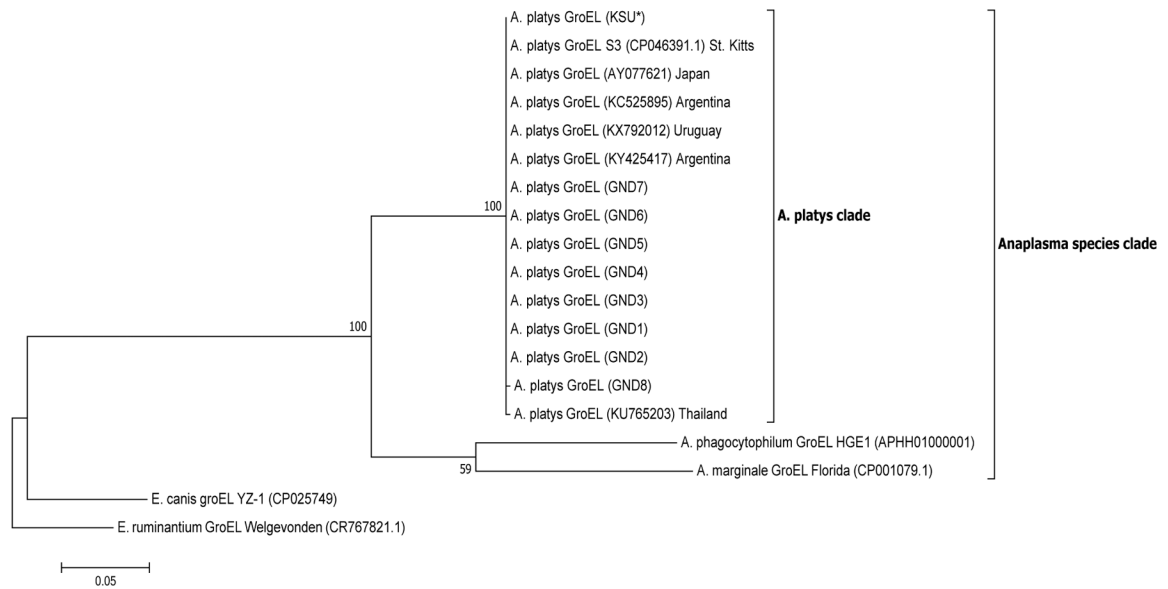 A. platys GroEL (KSU*)
A. platys GroEL S3 (CP046391.1) St. Kitts
A. platys GroEL (AY077621) Japan
A. platys GroEL (KC525895) Argentina
A. platys GroEL (KX792012) Uruguay
A. platys GroEL (KY425417) Argentina
A. platys GroEL (GND7)
100
A. platys GroEL (GND6)
A. platys clade
A. platys GroEL (GND5)
Anaplasma species clade
A. platys GroEL (GND4)
A. platys GroEL (GND3)
100
A. platys GroEL (GND1)
A. platys GroEL (GND2)
A. platys GroEL (GND8)
A. platys GroEL (KU765203) Thailand
A. phagocytophilum GroEL HGE1 (APHH01000001)
59
A. marginale GroEL Florida (CP001079.1)
E. canis groEL YZ-1 (CP025749)
E. ruminantium GroEL Welgevonden (CR767821.1)
0.05